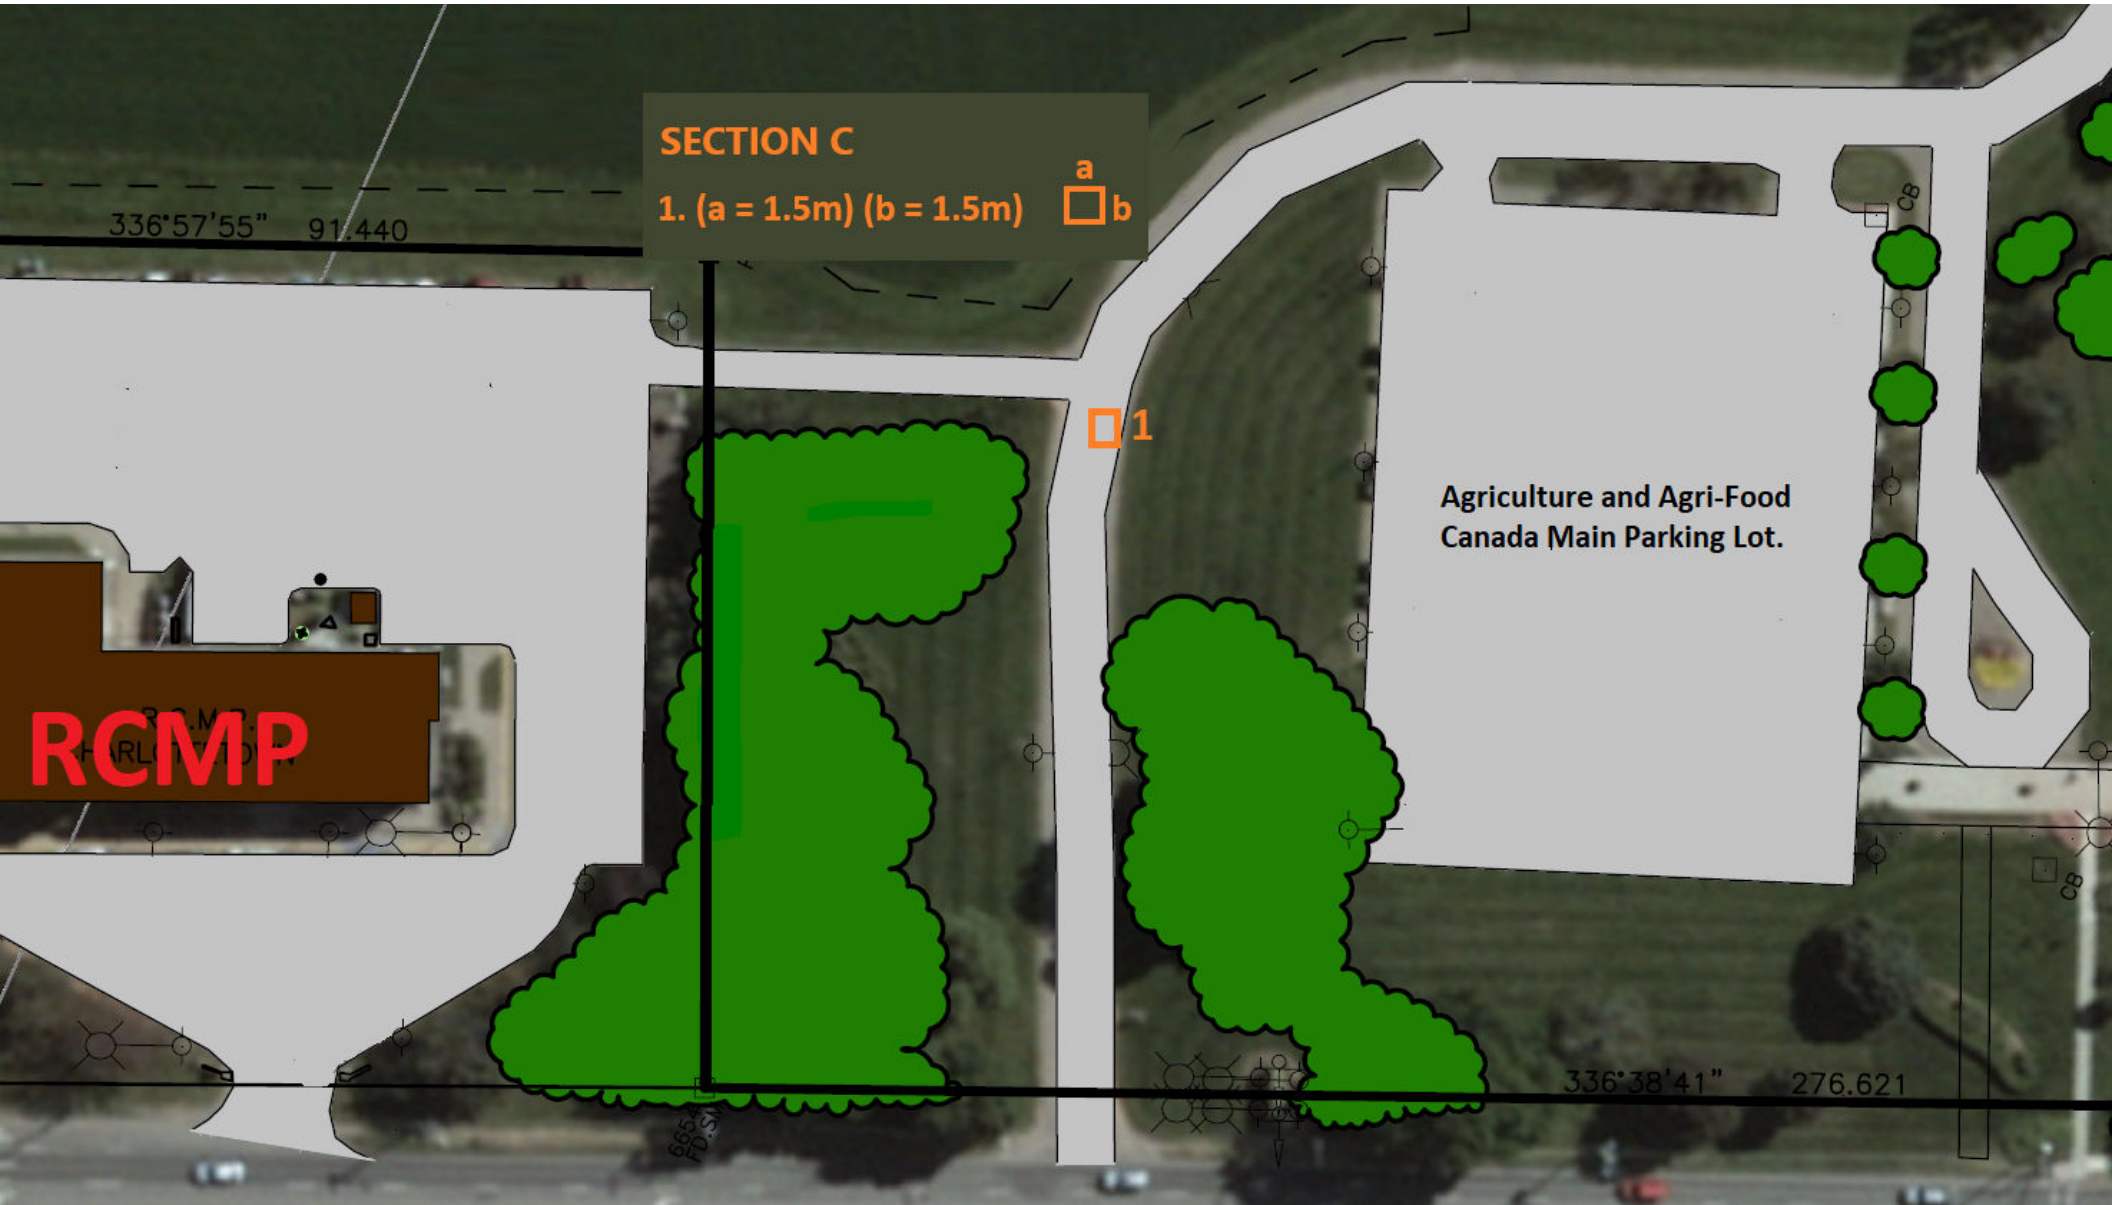 SECTION C
a
1. (a = 1.5m) (b = 1.5m)
b
336°57'55" 91.440
CB
1
Agriculture and Agri-Food
Canada Main Parking Lot.
R.C.M.P.
RCMP
CB
336°38'41" 276.621